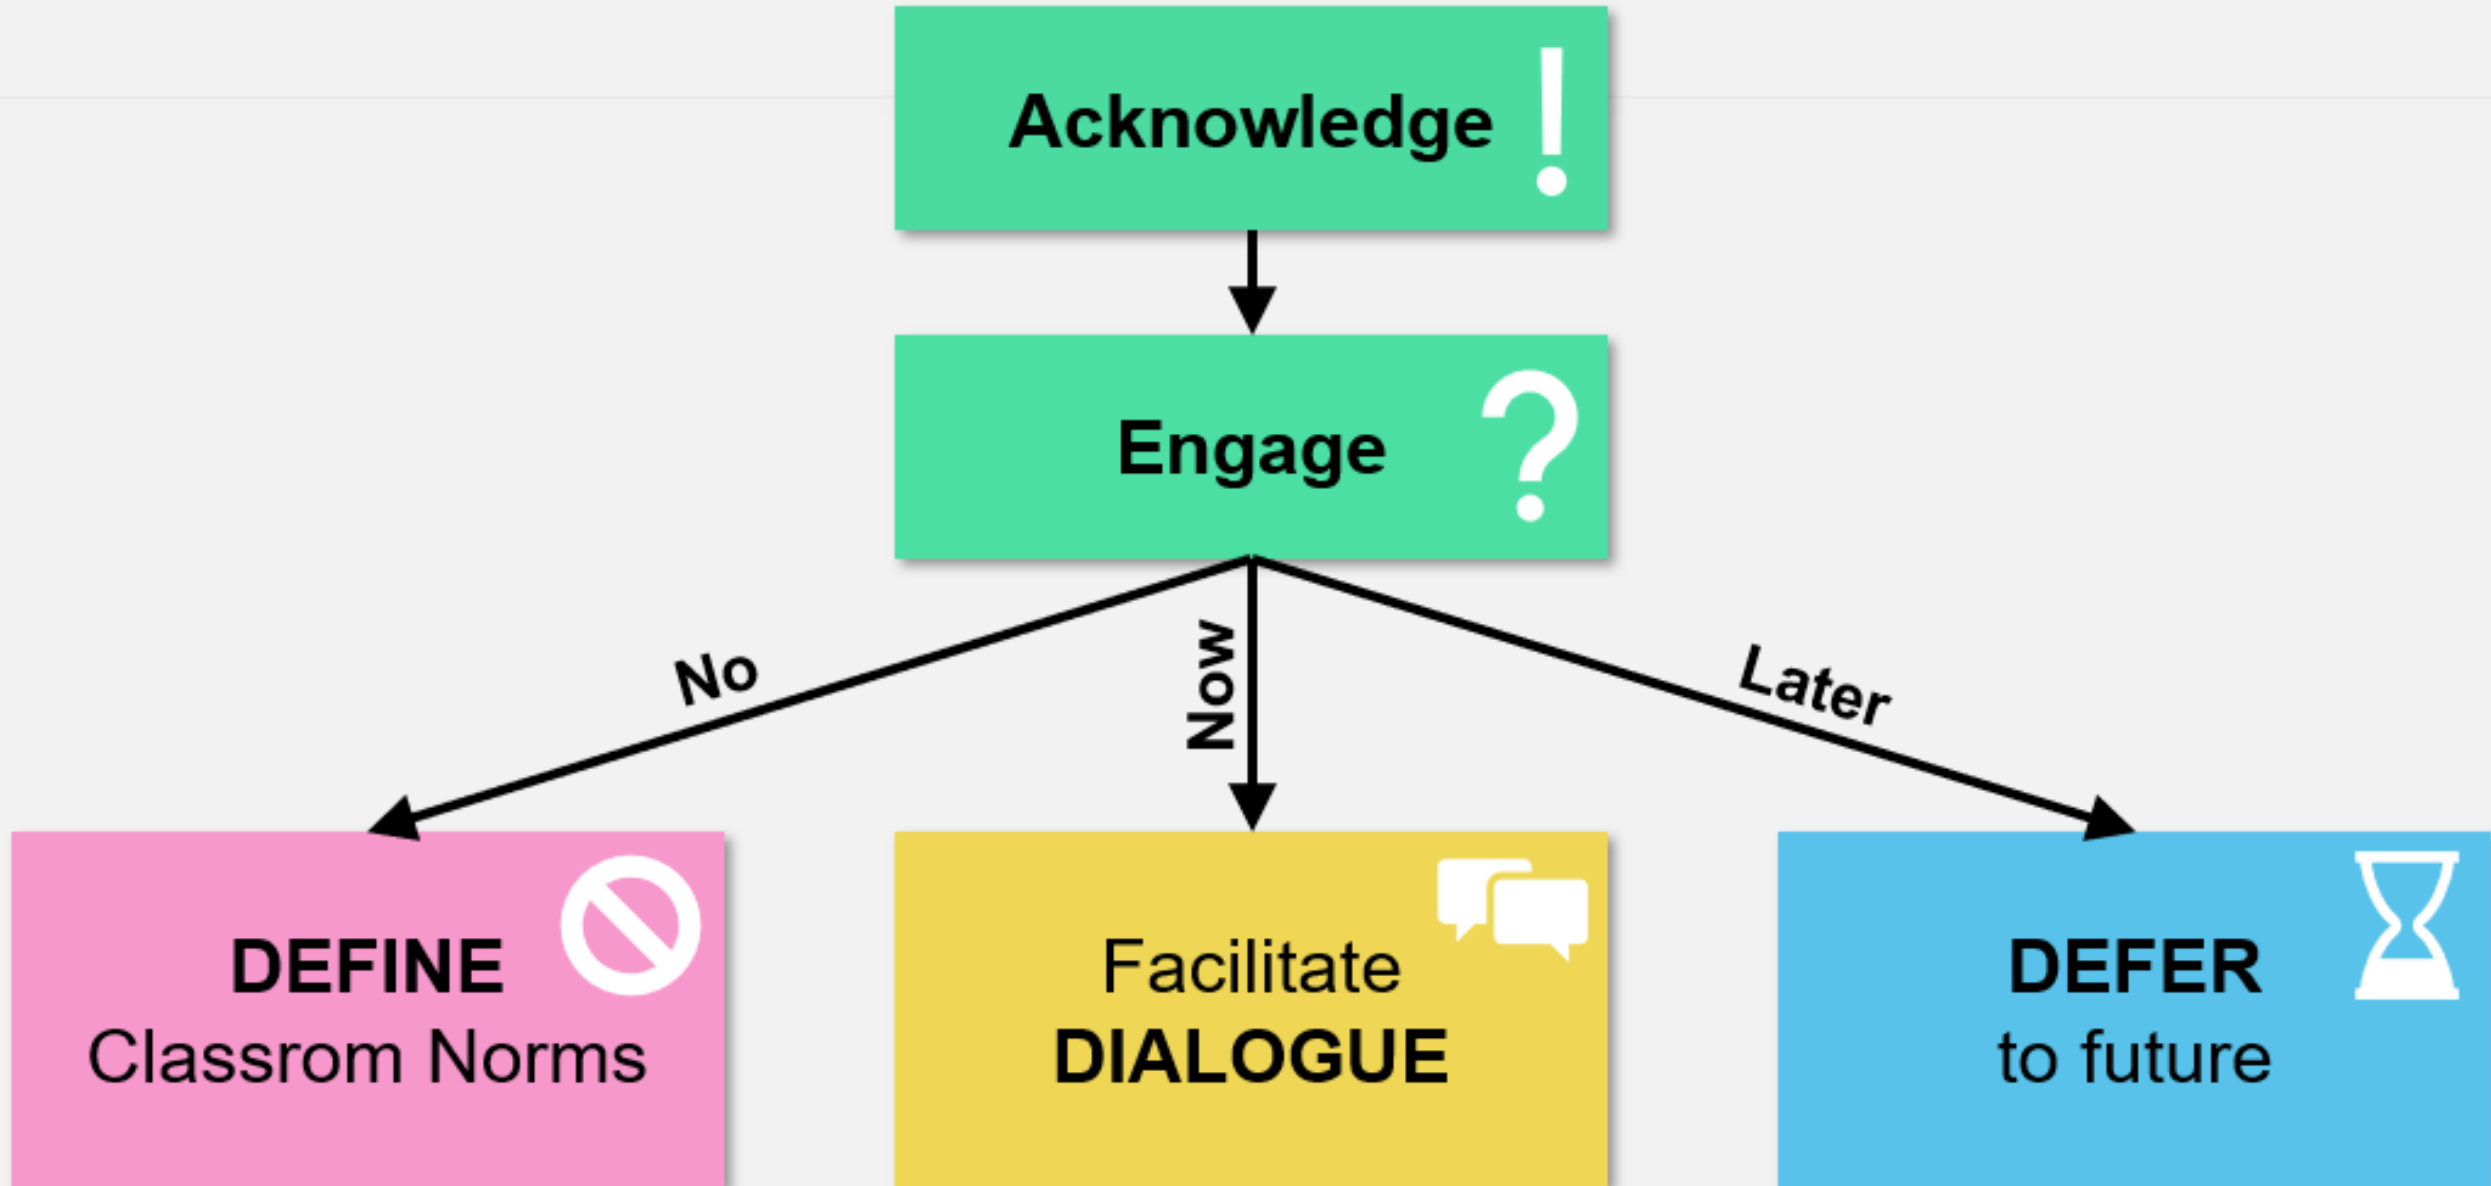 Acknowledge
Engage
No
Now
Later
DEFINE
Classrom Norms
Facilitate
DIALOGUE
DEFER
to future